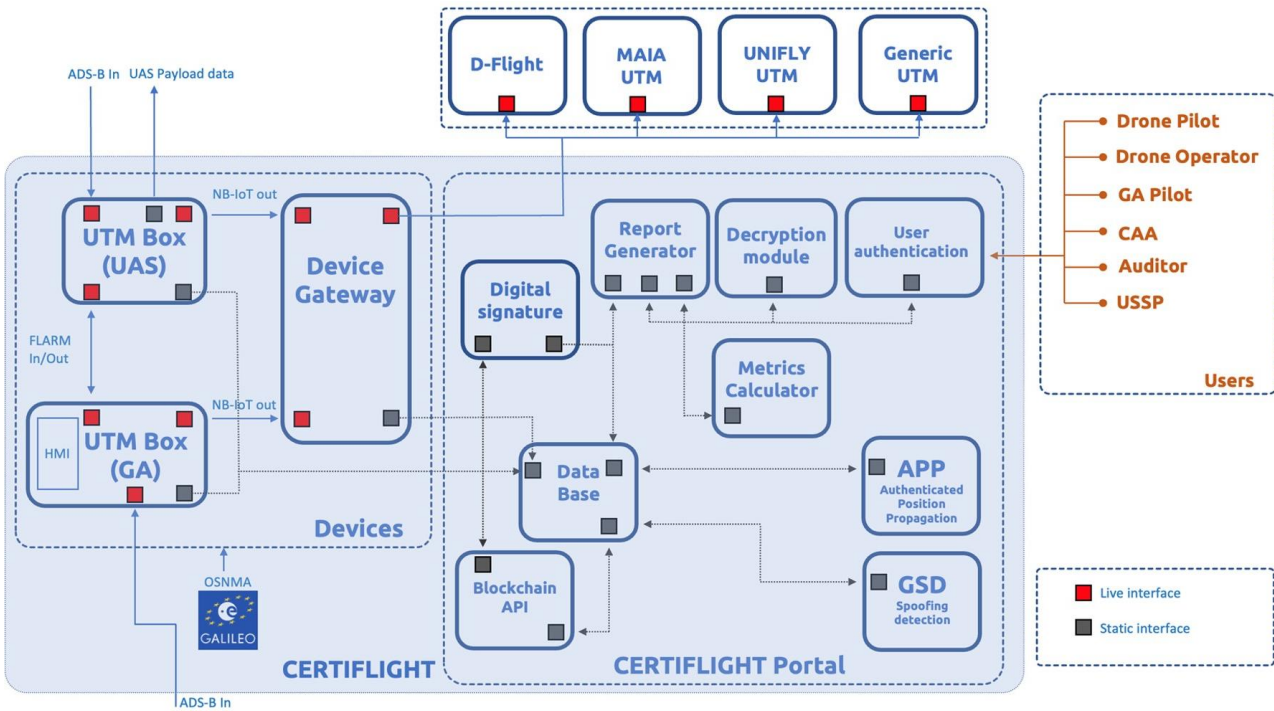 D-Flight
MAIA
UTM
UNIFLY
UTM
Generic
UTM
ADS-B In
UAS Payload data
Drone Pilot
Drone Operator
GA Pilot
CAA
Auditor
USSP
Users
NB-IoT out
UTM Box
(UAS)
Device
Gateway
FLARM
In/Out
NB-IoT out
HMI
UTM Box
(GA)
Devices
Report
Generator
Decryption
module
User
authentication
Digital
signature
Metrics
Calculator
Data
Base
APP
Authenticated
Position
Propagation
Blockchain
API
GSD
Spoofing
detection
OSNMA
GALILEO
CERTIFLIGHT
CERTIFLIGHT Portal
ADS-B In
Live interface
Static interface